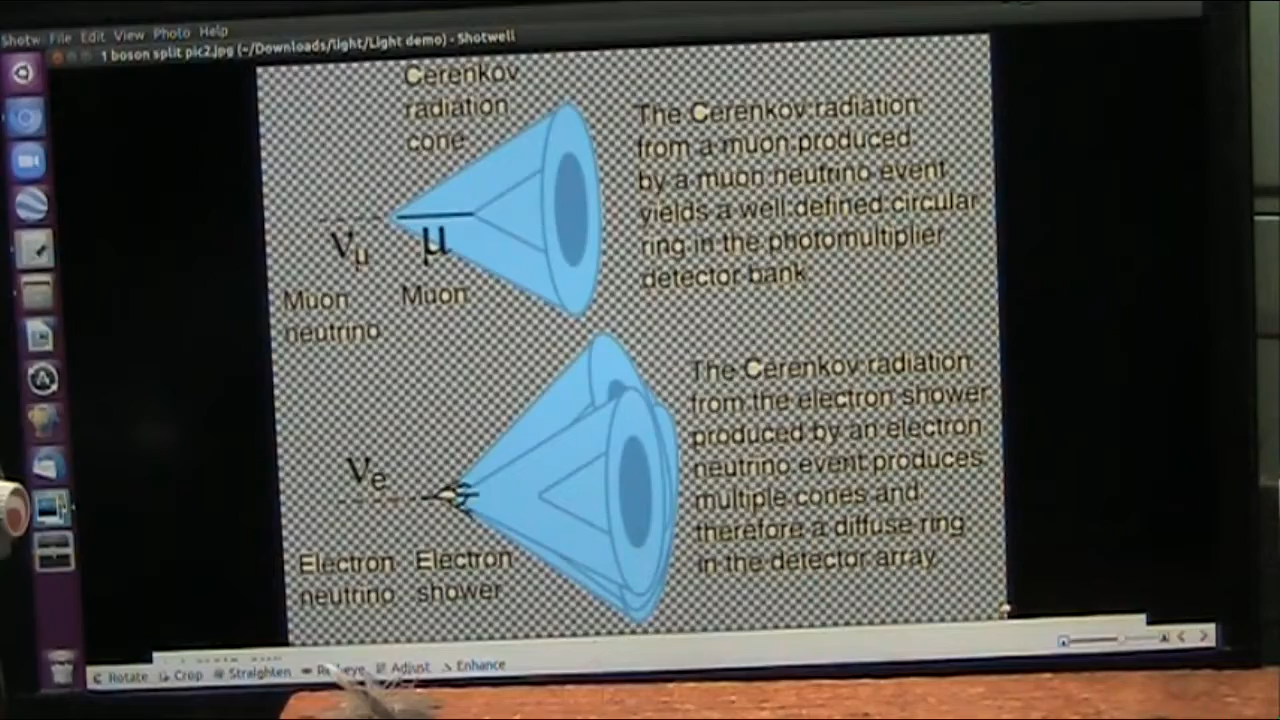 Shotw File Edit View Photo Help
1 boson split pic2.jpg (~/Downloads/light/Light demo) - Shotwell
Cerenkov
radiation
cone
The Cerenkov radiation
from a muon produced
by a muon neutrino event
yields a well-defined circular
ring in the photomultiplier
detector bank.
νμ
μ
Muon
neutrino
Muon
The Cerenkov radiation
from the electron shower
produced by an electron
neutrino event produces
multiple cones and
therefore a diffuse ring
in the detector array.
νe
Electron
neutrino
Electron
shower
Rotate Crop Straighten Red-eye Adjust Enhance